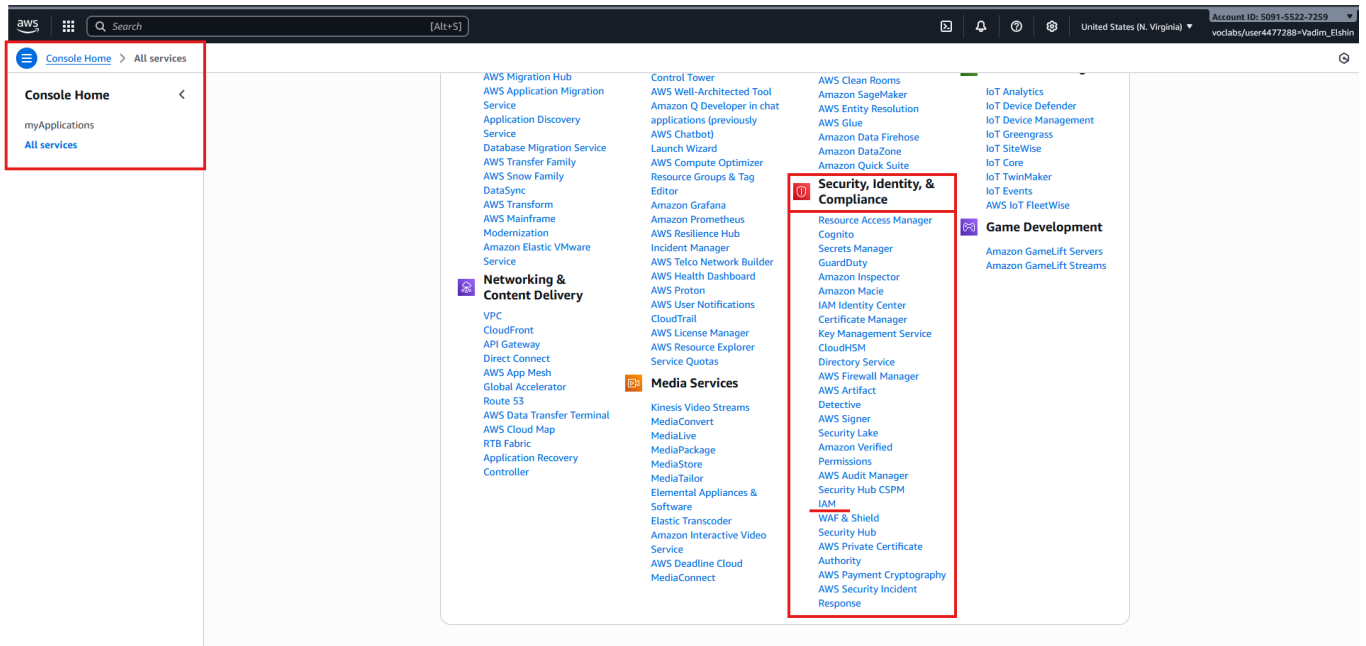 aws
Search
[Alt+S]
United States (N. Virginia)
Account ID: 5091-5522-7259
voclabs/user4477288=Vadim_Elshin
Console Home > All services
Console Home
myApplications
All services
AWS Migration Hub
AWS Application Migration
Service
Application Discovery
Service
Database Migration Service
AWS Transfer Family
AWS Snow Family
DataSync
AWS Transform
AWS Mainframe
Modernization
Amazon Elastic VMware
Service
Networking &
Content Delivery
VPC
CloudFront
API Gateway
Direct Connect
AWS App Mesh
Global Accelerator
Route 53
AWS Data Transfer Terminal
AWS Cloud Map
RTB Fabric
Application Recovery
Controller
Control Tower
AWS Well-Architected Tool
Amazon Q Developer in chat
applications (previously
AWS Chatbot)
Launch Wizard
AWS Compute Optimizer
Resource Groups & Tag
Editor
Amazon Grafana
Amazon Prometheus
AWS Resilience Hub
Incident Manager
AWS Telco Network Builder
AWS Health Dashboard
AWS Proton
AWS User Notifications
CloudTrail
AWS License Manager
AWS Resource Explorer
Service Quotas
Media Services
Kinesis Video Streams
MediaConvert
MediaLive
MediaPackage
MediaStore
MediaTailor
Elemental Appliances &
Software
Elastic Transcoder
Amazon Interactive Video
Service
AWS Deadline Cloud
MediaConnect
AWS Clean Rooms
Amazon SageMaker
AWS Entity Resolution
AWS Glue
Amazon Data Firehose
Amazon DataZone
Amazon Quick Suite
Security, Identity, &
Compliance
Resource Access Manager
Cognito
Secrets Manager
GuardDuty
Amazon Inspector
Amazon Macie
IAM Identity Center
Certificate Manager
Key Management Service
CloudHSM
Directory Service
AWS Firewall Manager
AWS Artifact
Detective
AWS Signer
Security Lake
Amazon Verified
Permissions
AWS Audit Manager
Security Hub CSPM
IAM
WAF & Shield
Security Hub
AWS Private Certificate
Authority
AWS Payment Cryptography
AWS Security Incident
Response
IoT Analytics
IoT Device Defender
IoT Device Management
IoT Greengrass
IoT SiteWise
IoT Core
IoT TwinMaker
IoT Events
AWS IoT FleetWise
Game Development
Amazon GameLift Servers
Amazon GameLift Streams